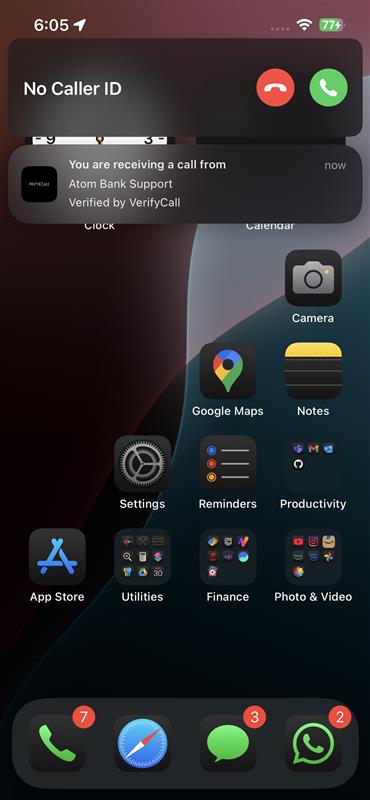 6:05
77
No Caller ID
9 3
VERIFYCALL
You are receiving a call from
now
Atom Bank Support
Verified by VerifyCall
Clock
Calendar
Camera
Google Maps
Notes
Settings
Reminders
Productivity
App Store
Utilities
30
Finance
Photo & Video
7
3
2